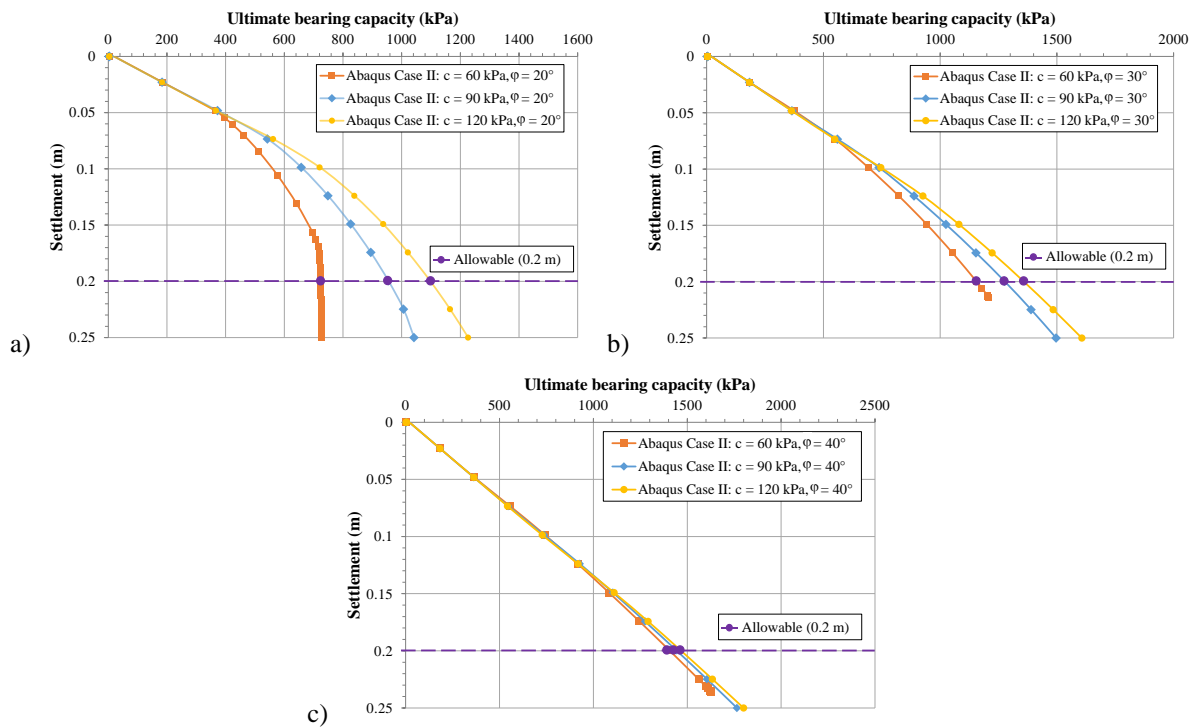 Ultimate bearing capacity (kPa)
0 200 400 600 800 1000 1200 1400 1600
Settlement (m)
0
0.05
0.1
0.15
0.2
0.25
Abaqus Case II: c = 60 kPa, φ = 20°
Abaqus Case II: c = 90 kPa, φ = 20°
Abaqus Case II: c = 120 kPa, φ = 20°
Allowable (0.2 m)
a)
Ultimate bearing capacity (kPa)
0 500 1000 1500 2000
Settlement (m)
0
0.05
0.1
0.15
0.2
0.25
Abaqus Case II: c = 60 kPa, φ = 30°
Abaqus Case II: c = 90 kPa, φ = 30°
Abaqus Case II: c = 120 kPa, φ = 30°
Allowable (0.2 m)
b)
Ultimate bearing capacity (kPa)
0 500 1000 1500 2000 2500
Settlement (m)
0
0.05
0.1
0.15
0.2
0.25
Abaqus Case II: c = 60 kPa, φ = 40°
Abaqus Case II: c = 90 kPa, φ = 40°
Abaqus Case II: c = 120 kPa, φ = 40°
Allowable (0.2 m)
c)